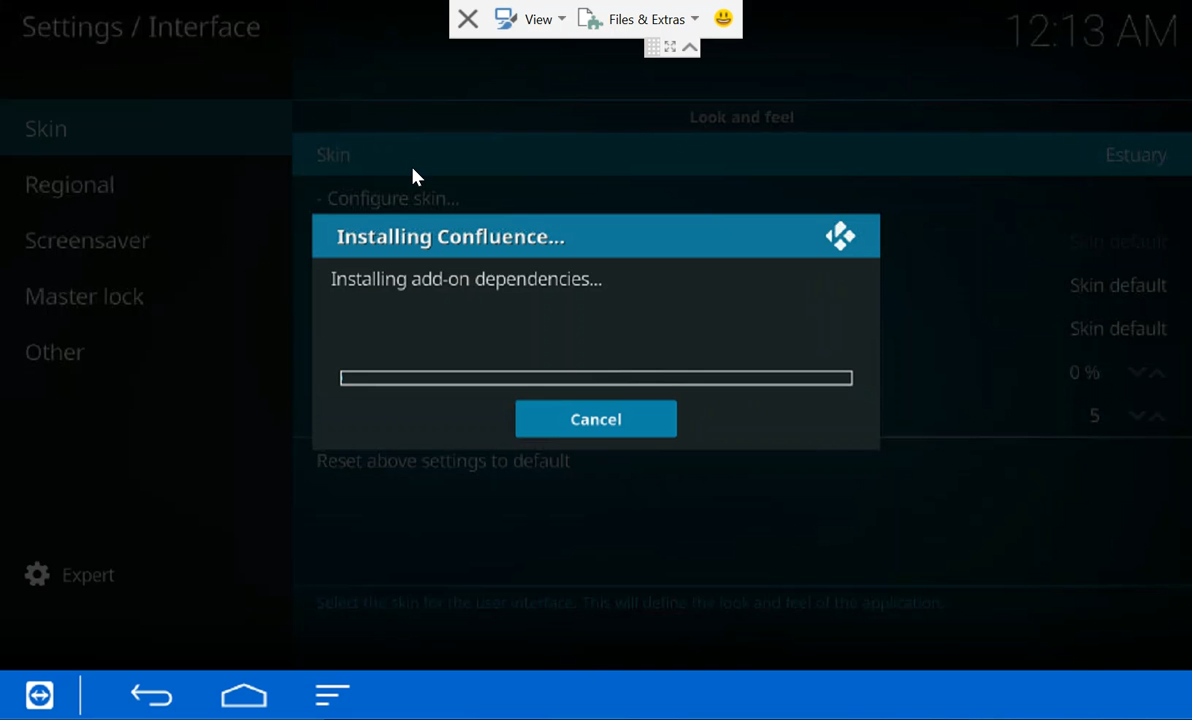 View
Files & Extras
Settings / Interface
12:13 AM
Skin
Regional
Screensaver
Master lock
Other
Expert
Look and feel
Skin Estuary
- Configure skin...
Skin default
Installing Confluence...
Installing add-on dependencies...
Skin default
Skin default
0 %
5
Cancel
Reset above settings to default
Select the skin for the user interface. This will define the look and feel of the application.